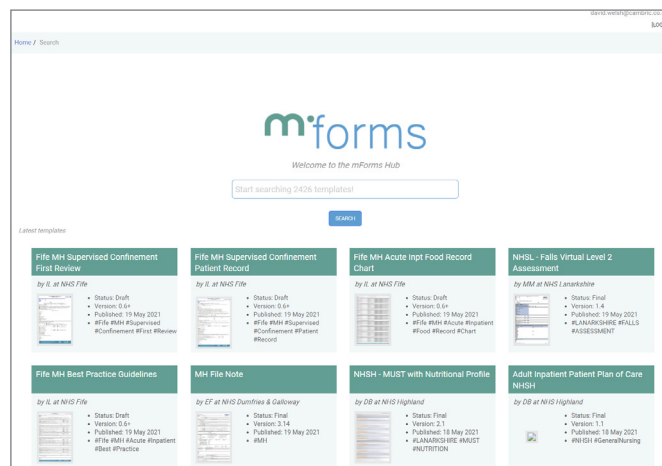 david.welsh@cambric.co.
[LOG
Home / Search
m·forms
Welcome to the mForms Hub
Start searching 2426 templates!
SEARCH
Latest templates
Fife MH Supervised Confinement
First Review
by IL at NHS Fife
Status: Draft
Version: 0.6+
Published: 19 May 2021
#Fife #MH #Supervised
#Confinement #First #Review
Fife MH Supervised Confinement
Patient Record
by IL at NHS Fife
Status: Draft
Version: 0.6+
Published: 19 May 2021
#Fife #MH #Supervised
#Confinement #Patient
#Record
Fife MH Acute Inpt Food Record
Chart
by IL at NHS Fife
Status: Draft
Version: 0.6+
Published: 19 May 2021
#Fife #MH #Acute #Inpatient
#Food #Record #Chart
NHSL - Falls Virtual Level 2
Assessment
by MM at NHS Lanarkshire
Status: Final
Version: 1.4
Published: 19 May 2021
#LANARKSHIRE #FALLS
#ASSESSMENT
Fife MH Best Practice Guidelines
by IL at NHS Fife
Status: Draft
Version: 0.6+
Published: 19 May 2021
#Fife #MH #Acute #Inpatient
#Best #Practice
MH File Note
by EF at NHS Dumfries & Galloway
Status: Final
Version: 3.14
Published: 19 May 2021
#MH
NHSH - MUST with Nutritional Profile
by DB at NHS Highland
Status: Final
Version: 2.1
Published: 18 May 2021
#LANARKSHIRE #MUST
#NUTRITION
Adult Inpatient Patient Plan of Care
NHSH
by DB at NHS Highland
Status: Final
Version: 1.1
Published: 18 May 2021
#NHSH #GeneralNursing